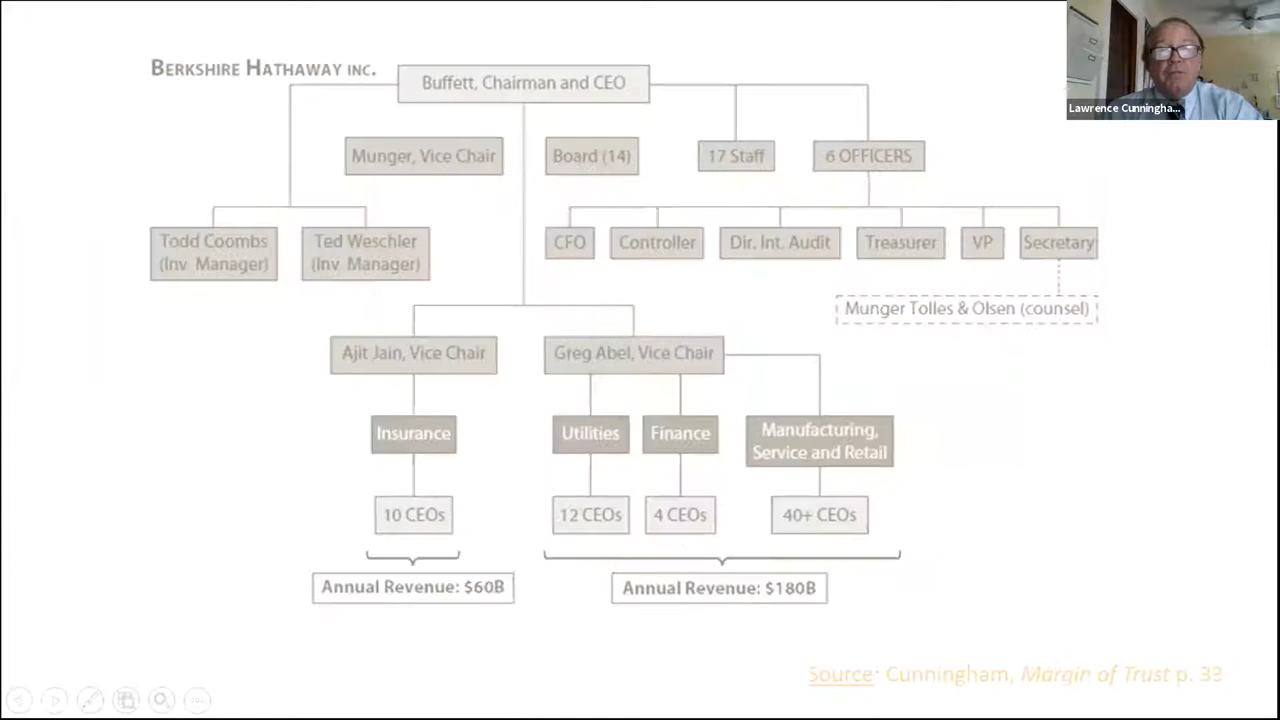 Lawrence Cunningha...
BERKSHIRE HATHAWAY INC.
Buffett, Chairman and CEO
Munger, Vice Chair
Board (14)
17 Staff
6 OFFICERS
Todd Coombs
(Inv. Manager)
Ted Weschler
(Inv. Manager)
CFO
Controller
Dir. Int. Audit
Treasurer
VP
Secretary
Munger Tolles & Olsen (counsel)
Ajit Jain, Vice Chair
Greg Abel, Vice Chair
Insurance
Utilities
Finance
Manufacturing,
Service and Retail
10 CEOs
12 CEOs
4 CEOs
40+ CEOs
Annual Revenue: $60B
Annual Revenue: $180B
Source: Cunningham, Margin of Trust p. 33